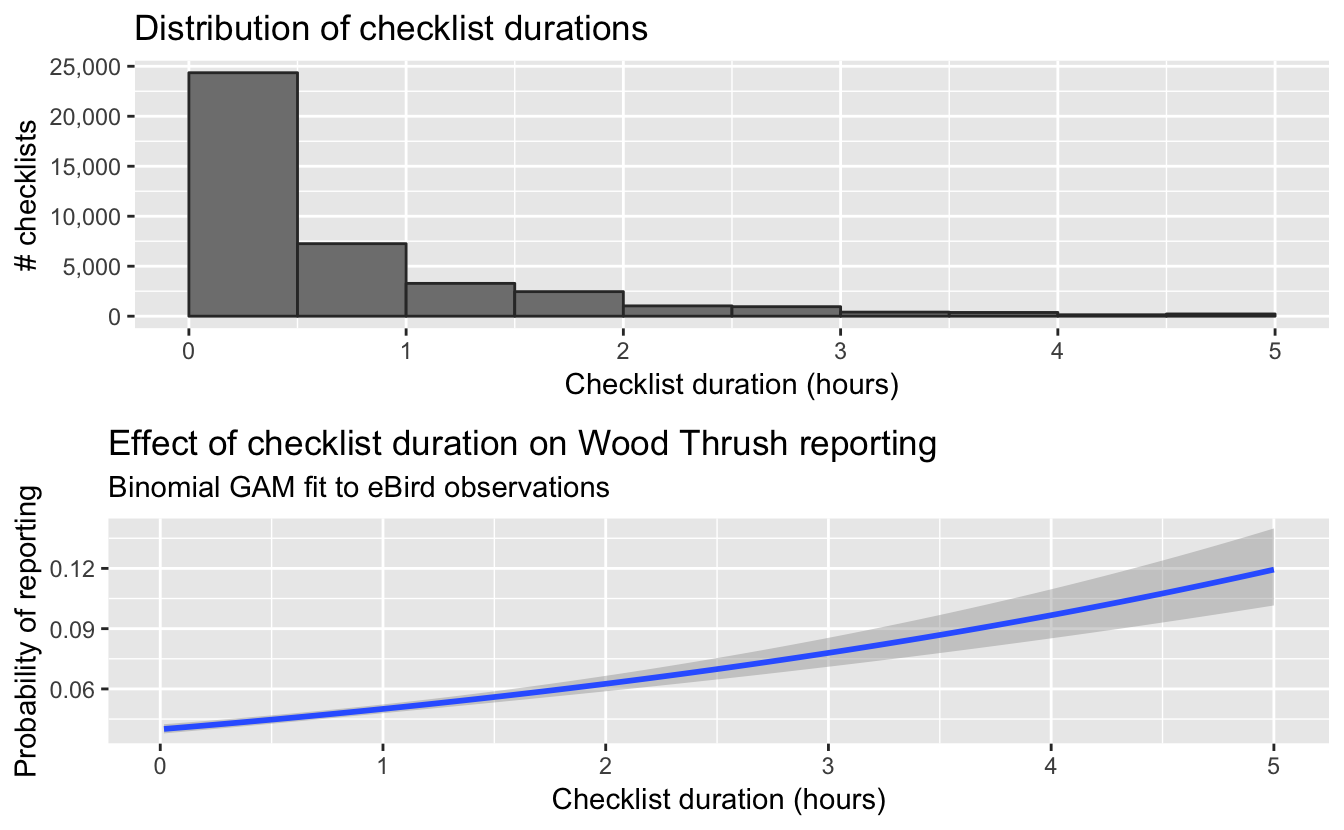 Distribution of checklist durations
# checklists
25,000
20,000
15,000
10,000
5,000
0
0 1 2 3 4 5
Checklist duration (hours)
Effect of checklist duration on Wood Thrush reporting
Binomial GAM fit to eBird observations
Probability of reporting
0.12
0.09
0.06
0 1 2 3 4 5
Checklist duration (hours)